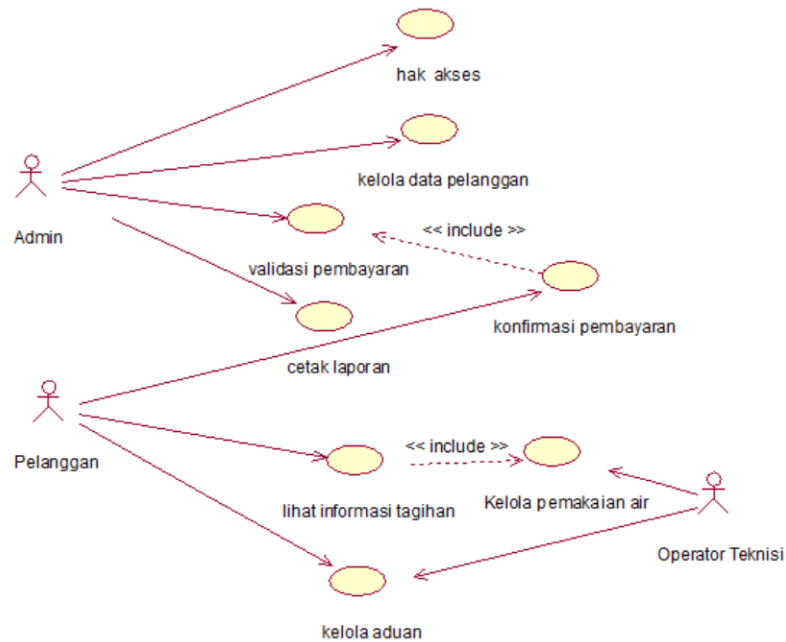 hak akses
kelola data pelanggan
Admin
<< include >>
validasi pembayaran
konfirmasi pembayaran
cetak laporan
Pelanggan
<< include >>
lihat informasi tagihan
Kelola pemakaian air
Operator Teknisi
kelola aduan